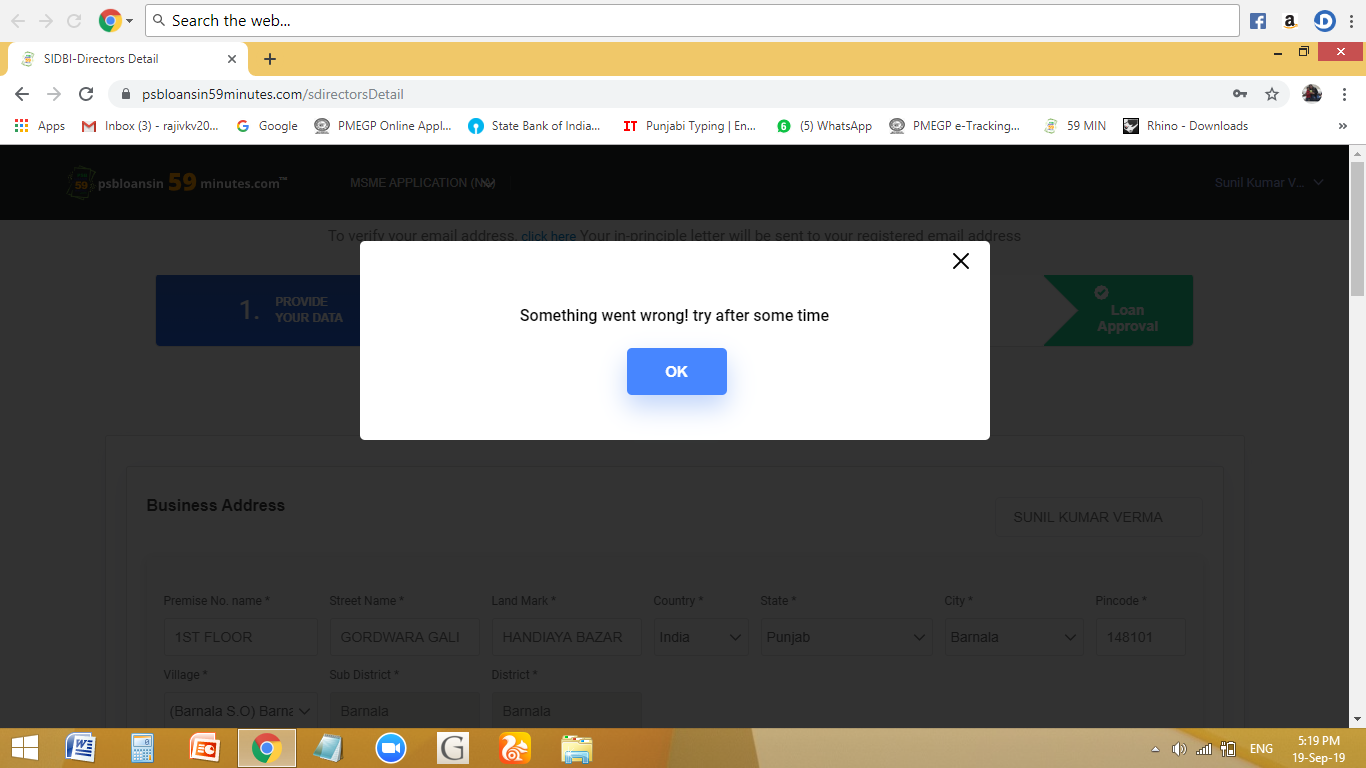 Search the web...
SIDBI-Directors Detail
psbloansin59minutes.com/sdirectorsDetail
Apps Inbox (3) - rajivkv20... Google PMEGP Online Appl... State Bank of India... IT Punjabi Typing | En... 6 (5) WhatsApp PMEGP e-Tracking... 59 MIN Rhino - Downloads »
psbloansin 59 minutes.com™ MSME APPLICATION Sunil Kumar V...
To verify your email address, click here Your in-principle letter will be sent to your registered email address
1. PROVIDE
YOUR DATA
Loan
Approval
Something went wrong! try after some time
OK
Business Address
SUNIL KUMAR VERMA
Premise No. name * Street Name * Land Mark * Country * State * City * Pincode *
1ST FLOOR GORDWARA GALI HANDIAYA BAZAR India Punjab Barnala 148101
Village * Sub District * District *
(Barnala S.O) Barna Barnala Barnala
ENG
5:19 PM
19-Sep-19